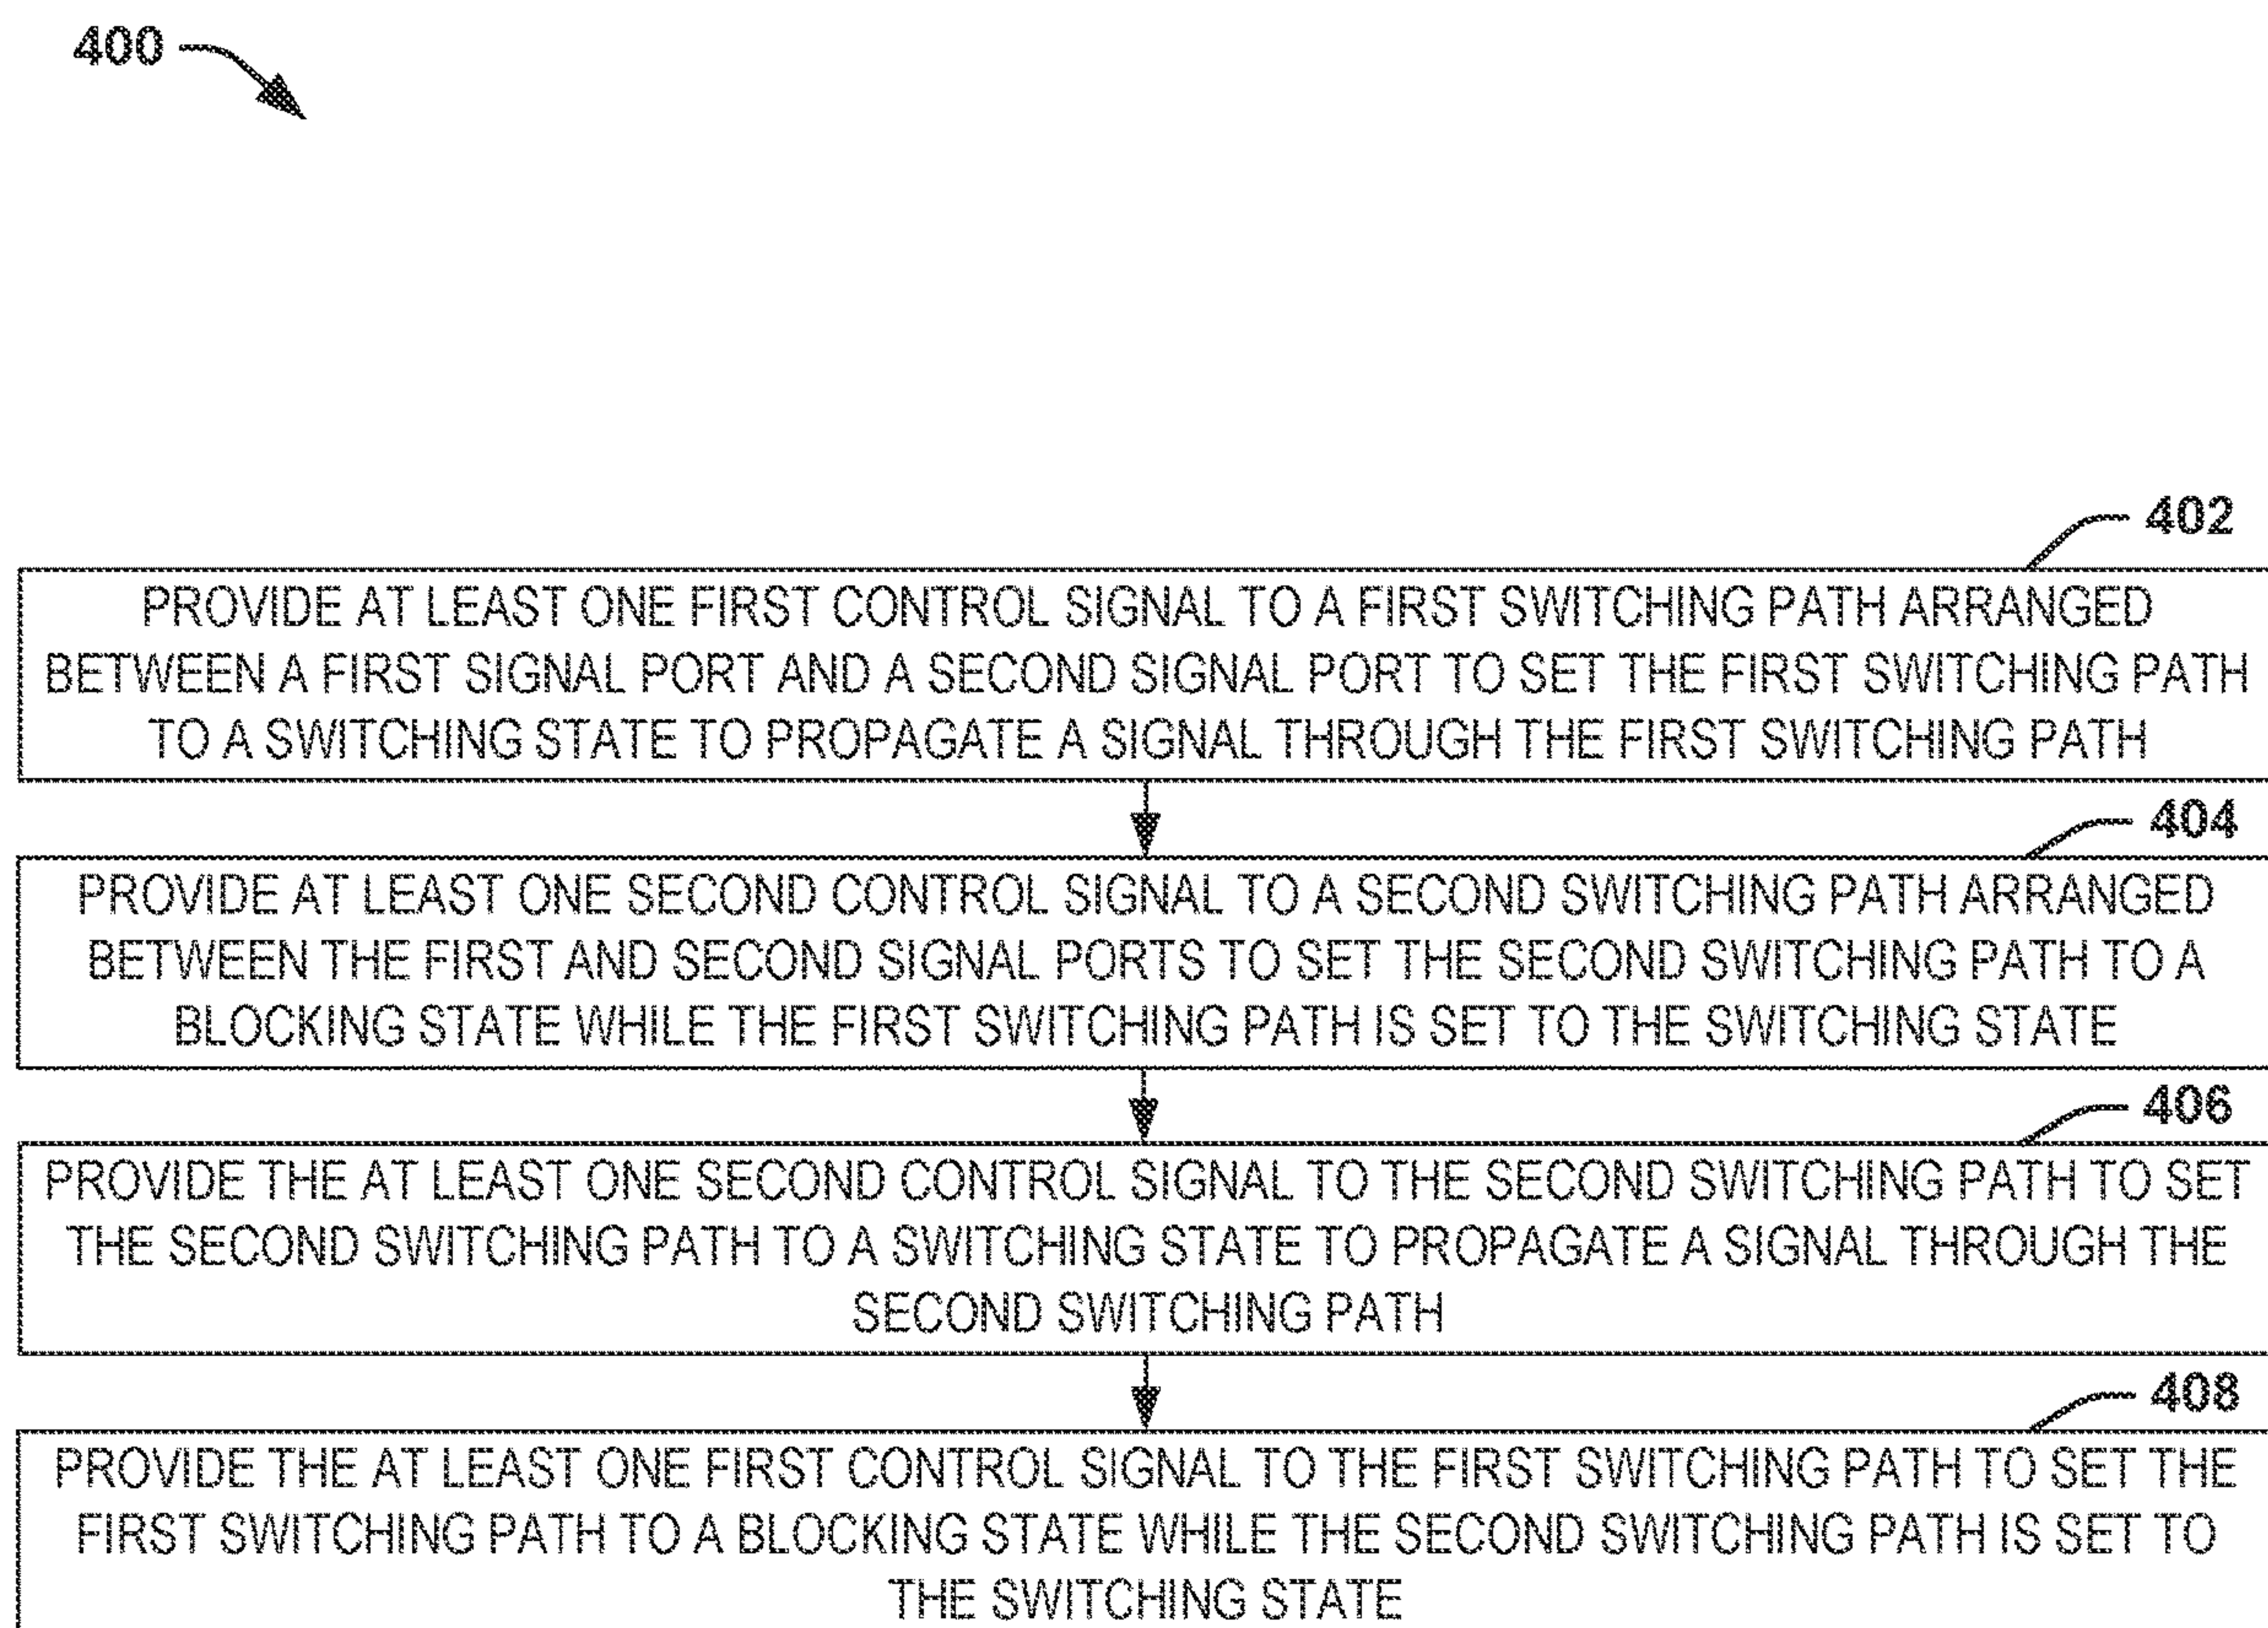 400
402
PROVIDE AT LEAST ONE FIRST CONTROL SIGNAL TO A FIRST SWITCHING PATH ARRANGED
BETWEEN A FIRST SIGNAL PORT AND A SECOND SIGNAL PORT TO SET THE FIRST SWITCHING PATH
TO A SWITCHING STATE TO PROPAGATE A SIGNAL THROUGH THE FIRST SWITCHING PATH
404
PROVIDE AT LEAST ONE SECOND CONTROL SIGNAL TO A SECOND SWITCHING PATH ARRANGED
BETWEEN THE FIRST AND SECOND SIGNAL PORTS TO SET THE SECOND SWITCHING PATH TO A
BLOCKING STATE WHILE THE FIRST SWITCHING PATH IS SET TO THE SWITCHING STATE
406
PROVIDE THE AT LEAST ONE SECOND CONTROL SIGNAL TO THE SECOND SWITCHING PATH TO SET
THE SECOND SWITCHING PATH TO A SWITCHING STATE TO PROPAGATE A SIGNAL THROUGH THE
SECOND SWITCHING PATH
408
PROVIDE THE AT LEAST ONE FIRST CONTROL SIGNAL TO THE FIRST SWITCHING PATH TO SET THE
FIRST SWITCHING PATH TO A BLOCKING STATE WHILE THE SECOND SWITCHING PATH IS SET TO
THE SWITCHING STATE